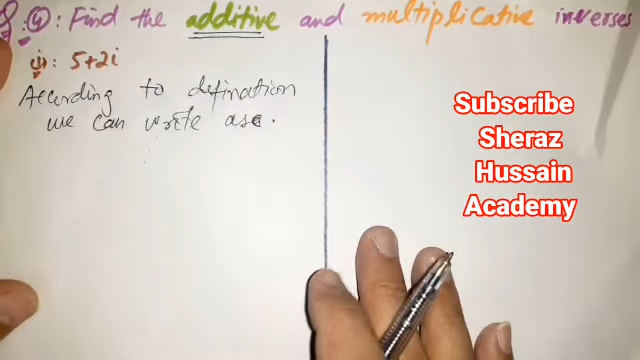 Q.④: Find the additive and multiplicative inverses
(i): 5+2i
According to defination
we can write as:
Subscribe
Sheraz
Hussain
Academy